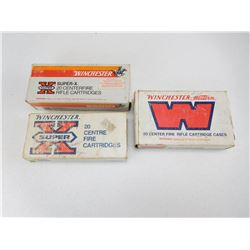 WINCHESTER
SUPER-X
20 CENTERFIRE
RIFLE CARTRIDGES
WINCHESTER
SUPER
X
20
CENTRE
FIRE
CARTRIDGES
WINCHESTER
W
20 CENTER FIRE RIFLE CARTRIDGE CASES